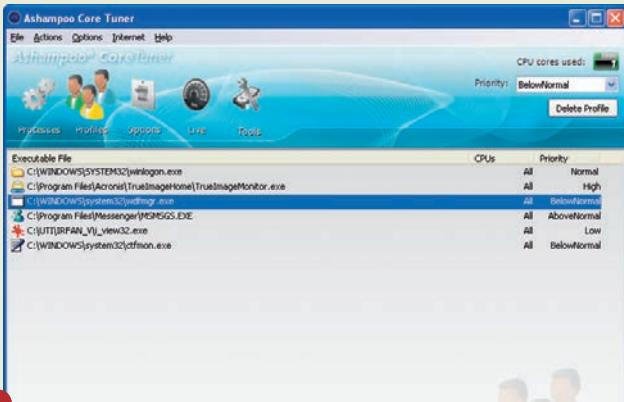 Ashampoo Core Tuner
File Actions Options Internet Help
Ashampoo® CoreTuner
CPU cores used:
Priority: BelowNormal
Delete Profile
Processes Profiles Options Live Tools
Executable File CPUs Priority
C:\WINDOWS\SYSTEM32\winlogon.exe All Normal
C:\Program Files\Acronis\TrueImageHome\TrueImageMonitor.exe All High
C:\WINDOWS\system32\wdfmgr.exe All BelowNormal
C:\Program Files\Messenger\MSMSGS.EXE All AboveNormal
C:\UTI\IRFAN_V\i_view32.exe All Low
C:\WINDOWS\system32\ctfmon.exe All BelowNormal